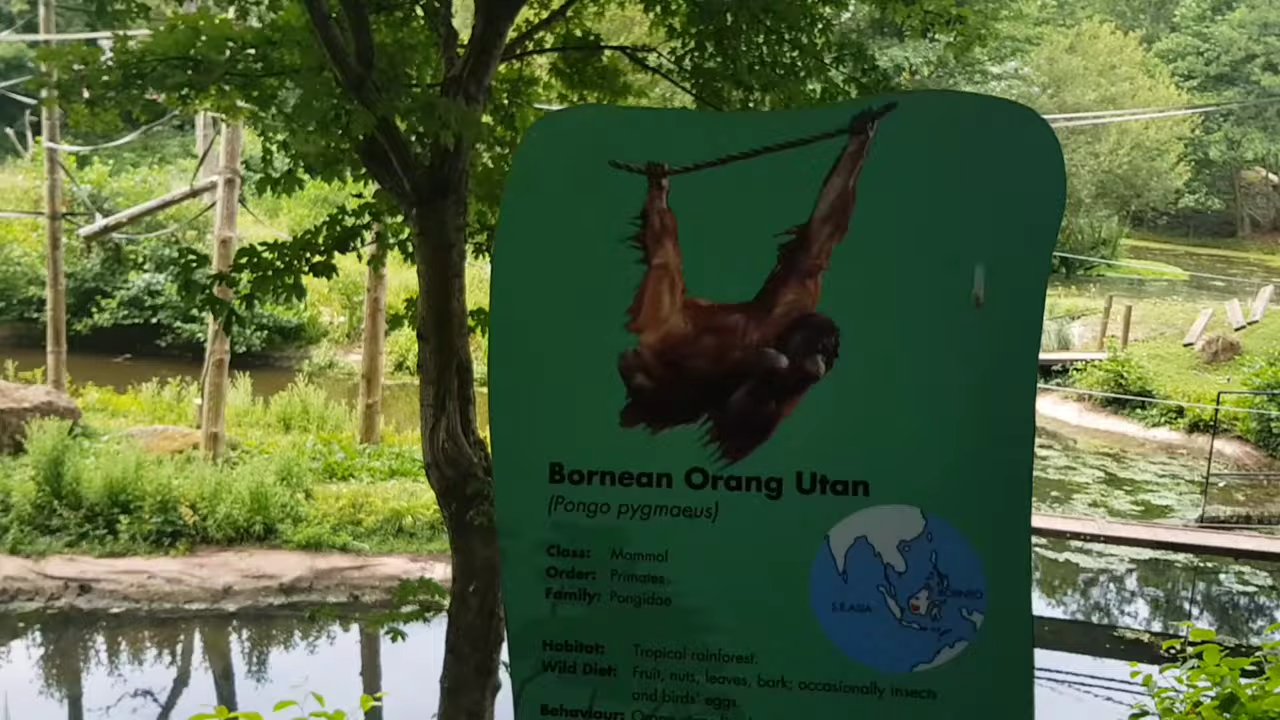 Bornean Orang Utan
(Pongo pygmaeus)
Class: Mammal
Order: Primates
Family: Pongidae
S.E.ASIA
BORNEO
Habitat: Tropical rainforest.
Wild Diet: Fruit, nuts, leaves, bark; occasionally insects
and birds' eggs.
Behaviour: